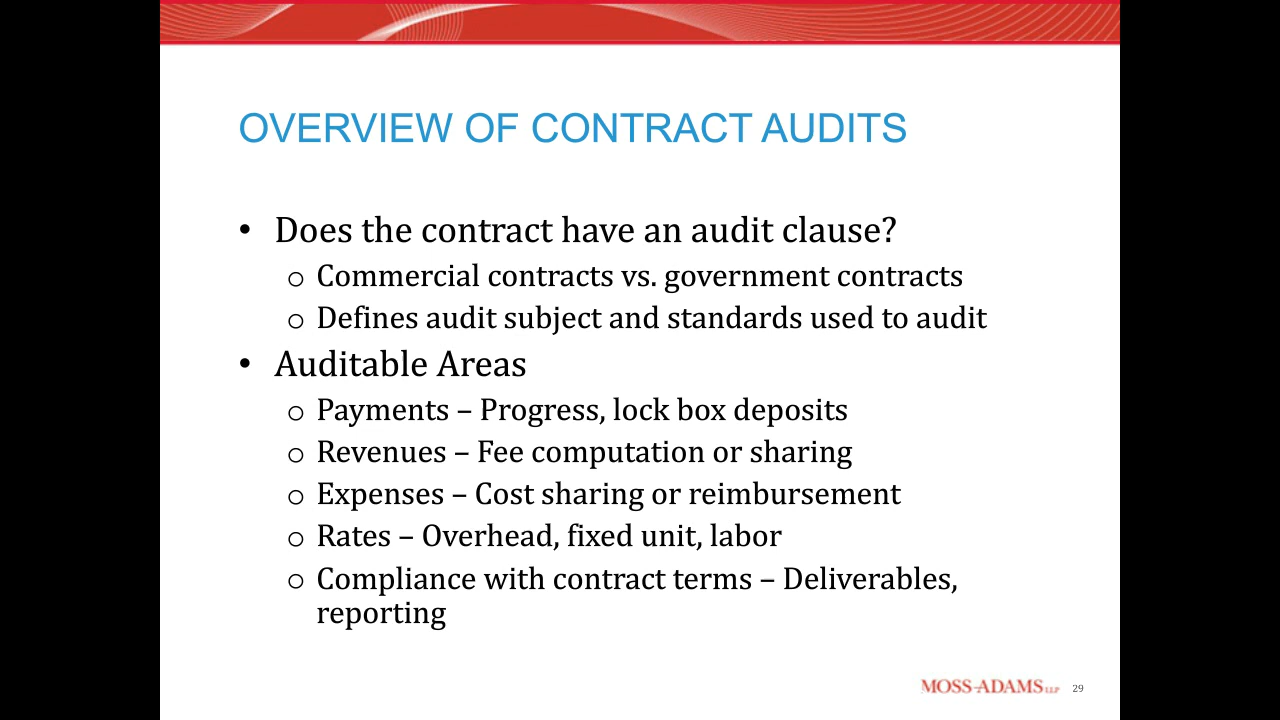 OVERVIEW OF CONTRACT AUDITS
• Does the contract have an audit clause?
o Commercial contracts vs. government contracts
o Defines audit subject and standards used to audit
• Auditable Areas
o Payments – Progress, lock box deposits
o Revenues – Fee computation or sharing
o Expenses – Cost sharing or reimbursement
o Rates – Overhead, fixed unit, labor
o Compliance with contract terms – Deliverables,
reporting
MOSS-ADAMS LLP 29